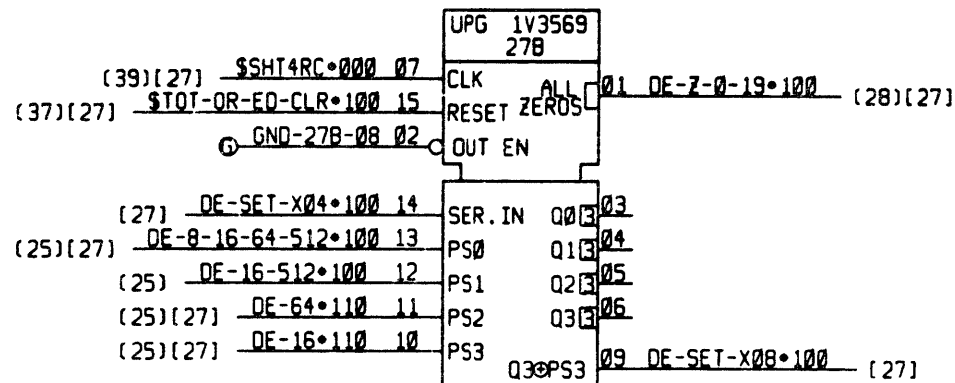 UPG 1V3569
27B
(39)[27] $SHT4RC•000 07 CLK
ALL ZEROS 01 DE-Z-0-19•100 (28)[27]
(37)[27] $TOT-OR-ED-CLR•100 15 RESET
G GND-27B-08 02 OUT EN
[27] DE-SET-X04•100 14 SER.IN Q0 3 03
(25)[27] DE-8-16-64-512•100 13 PS0 Q1 3 04
(25) DE-16-512•100 12 PS1 Q2 3 05
(25)[27] DE-64•110 11 PS2 Q3 3 06
(25)[27] DE-16•110 10 PS3
Q3⊕PS3 09 DE-SET-X08•100 [27]